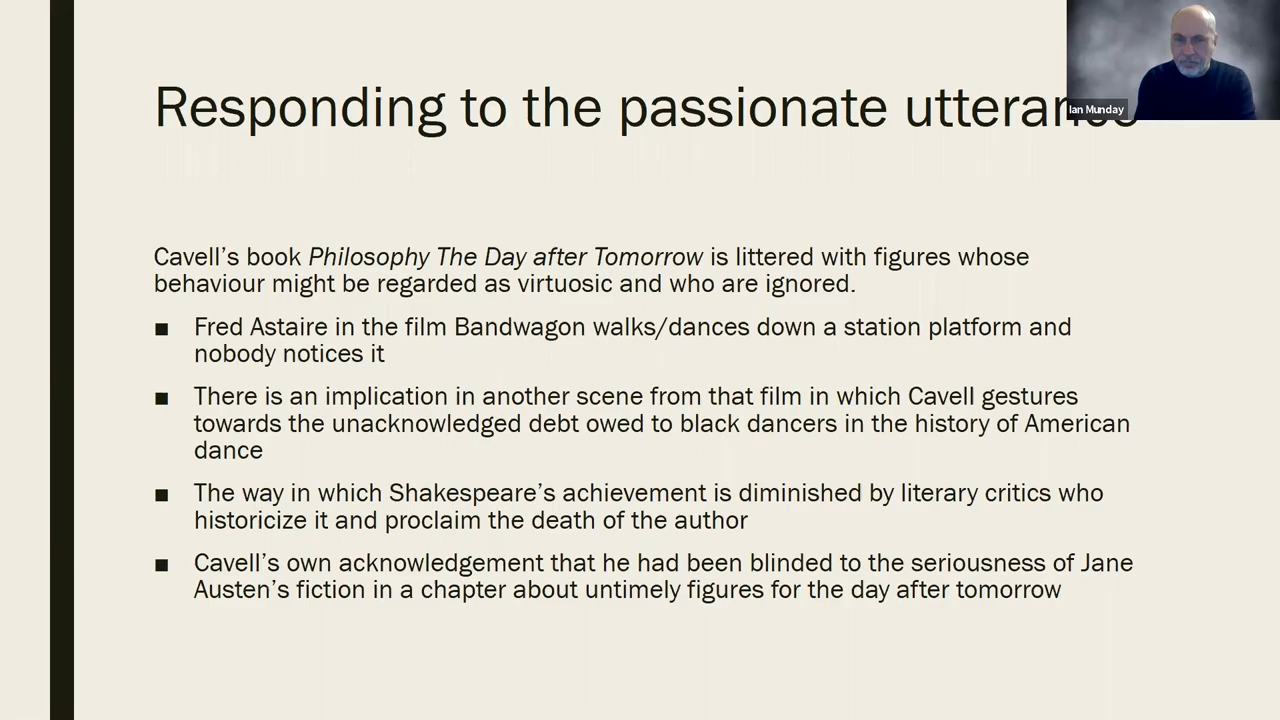 Responding to the passionate utterance
Ian Munday
Cavell’s book Philosophy The Day after Tomorrow is littered with figures whose
behaviour might be regarded as virtuosic and who are ignored.
■ Fred Astaire in the film Bandwagon walks/dances down a station platform and
nobody notices it
■ There is an implication in another scene from that film in which Cavell gestures
towards the unacknowledged debt owed to black dancers in the history of American
dance
■ The way in which Shakespeare’s achievement is diminished by literary critics who
historicize it and proclaim the death of the author
■ Cavell’s own acknowledgement that he had been blinded to the seriousness of Jane
Austen’s fiction in a chapter about untimely figures for the day after tomorrow